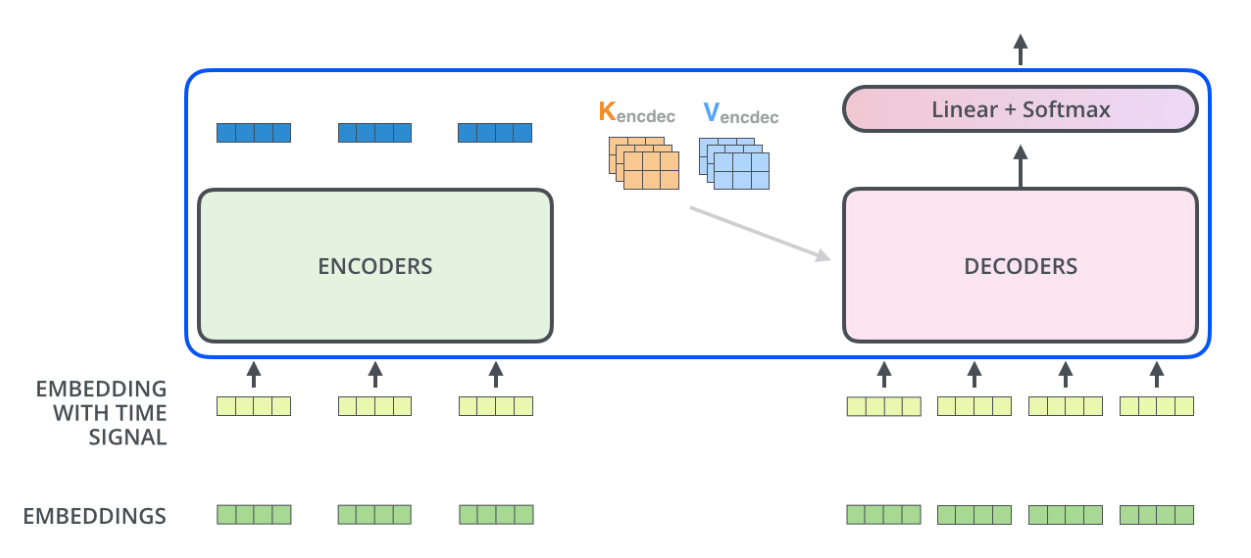 Kencdec
Vencdec
Linear + Softmax
ENCODERS
DECODERS
EMBEDDING
WITH TIME
SIGNAL
EMBEDDINGS